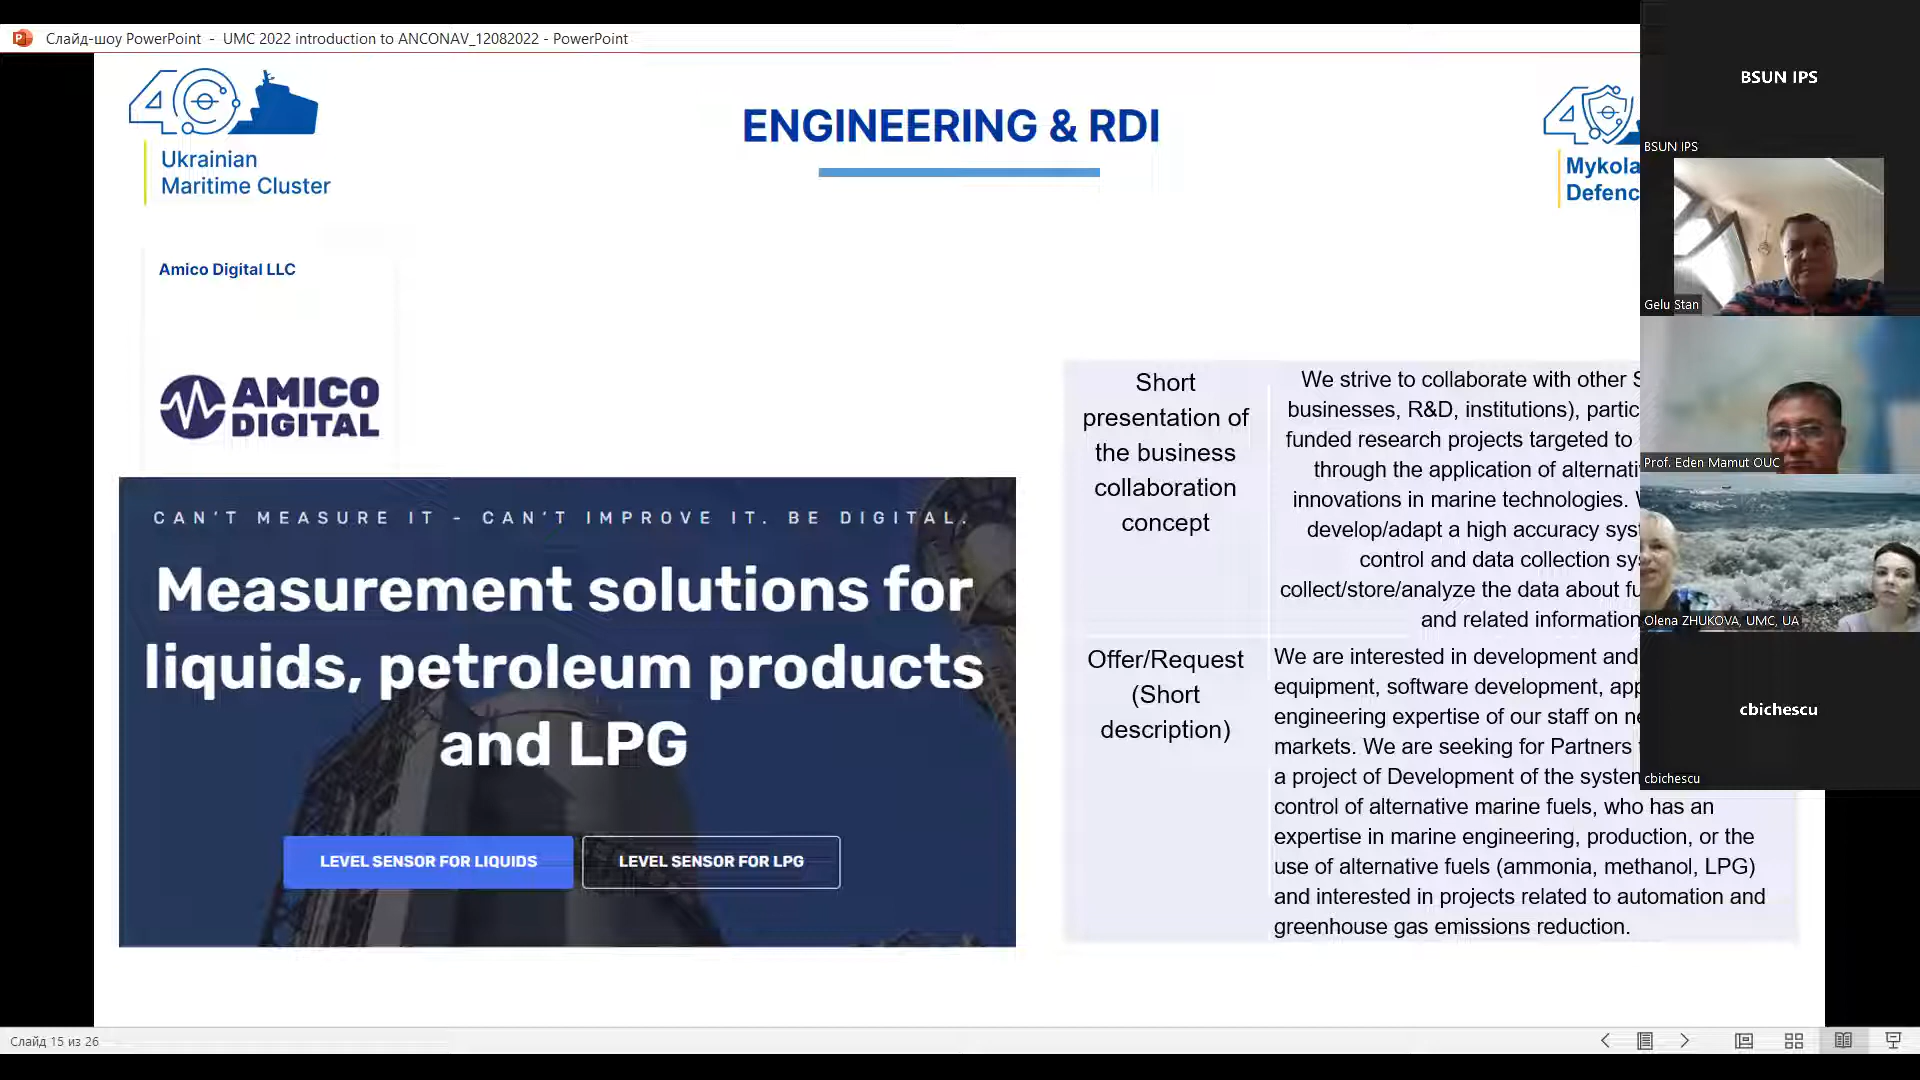 Слайд-шоу PowerPoint - UMC 2022 introduction to ANCONAV_12082022 - PowerPoint
40
Ukrainian
Maritime Cluster
ENGINEERING & RDI
40
Mykola
Defenc
Amico Digital LLC
AMICO
DIGITAL
CAN'T MEASURE IT - CAN'T IMPROVE IT. BE DIGITAL.
Measurement solutions for
liquids, petroleum products
and LPG
LEVEL SENSOR FOR LIQUIDS
LEVEL SENSOR FOR LPG
Short
presentation of
the business
collaboration
concept
We strive to collaborate with other S
businesses, R&D, institutions), partic
funded research projects targeted to
through the application of alternati
innovations in marine technologies.
develop/adapt a high accuracy sys
control and data collection sy
collect/store/analyze the data about fu
and related information
Offer/Request
(Short
description)
We are interested in development and
equipment, software development, app
engineering expertise of our staff on ne
markets. We are seeking for Partners
a project of Development of the system
control of alternative marine fuels, who has an
expertise in marine engineering, production, or the
use of alternative fuels (ammonia, methanol, LPG)
and interested in projects related to automation and
greenhouse gas emissions reduction.
BSUN IPS
BSUN IPS
Gelu Stan
Prof. Eden Mamut OUC
Olena ZHUKOVA, UMC, UA
cbichescu
cbichescu
Слайд 15 из 26